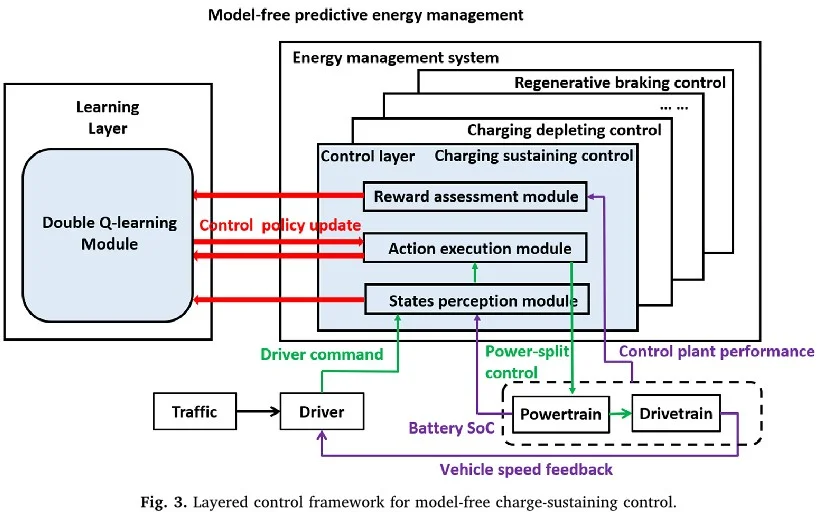 Model-free predictive energy management
Energy management system
Regenerative braking control
... ...
Charging depleting control
Control layer
Charging sustaining control
Learning
Layer
Reward assessment module
Double Q-learning
Module
Control policy update
Action execution module
States perception module
Driver command
Power-split
control
Control plant performance
Traffic
Driver
Battery SoC
Powertrain
Drivetrain
Vehicle speed feedback
Fig. 3. Layered control framework for model-free charge-sustaining control.